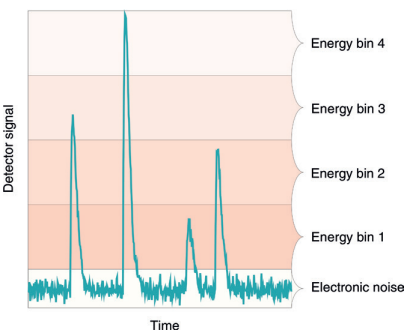 Energy bin 4
Energy bin 3
Energy bin 2
Energy bin 1
Electronic noise
Detector signal
Time